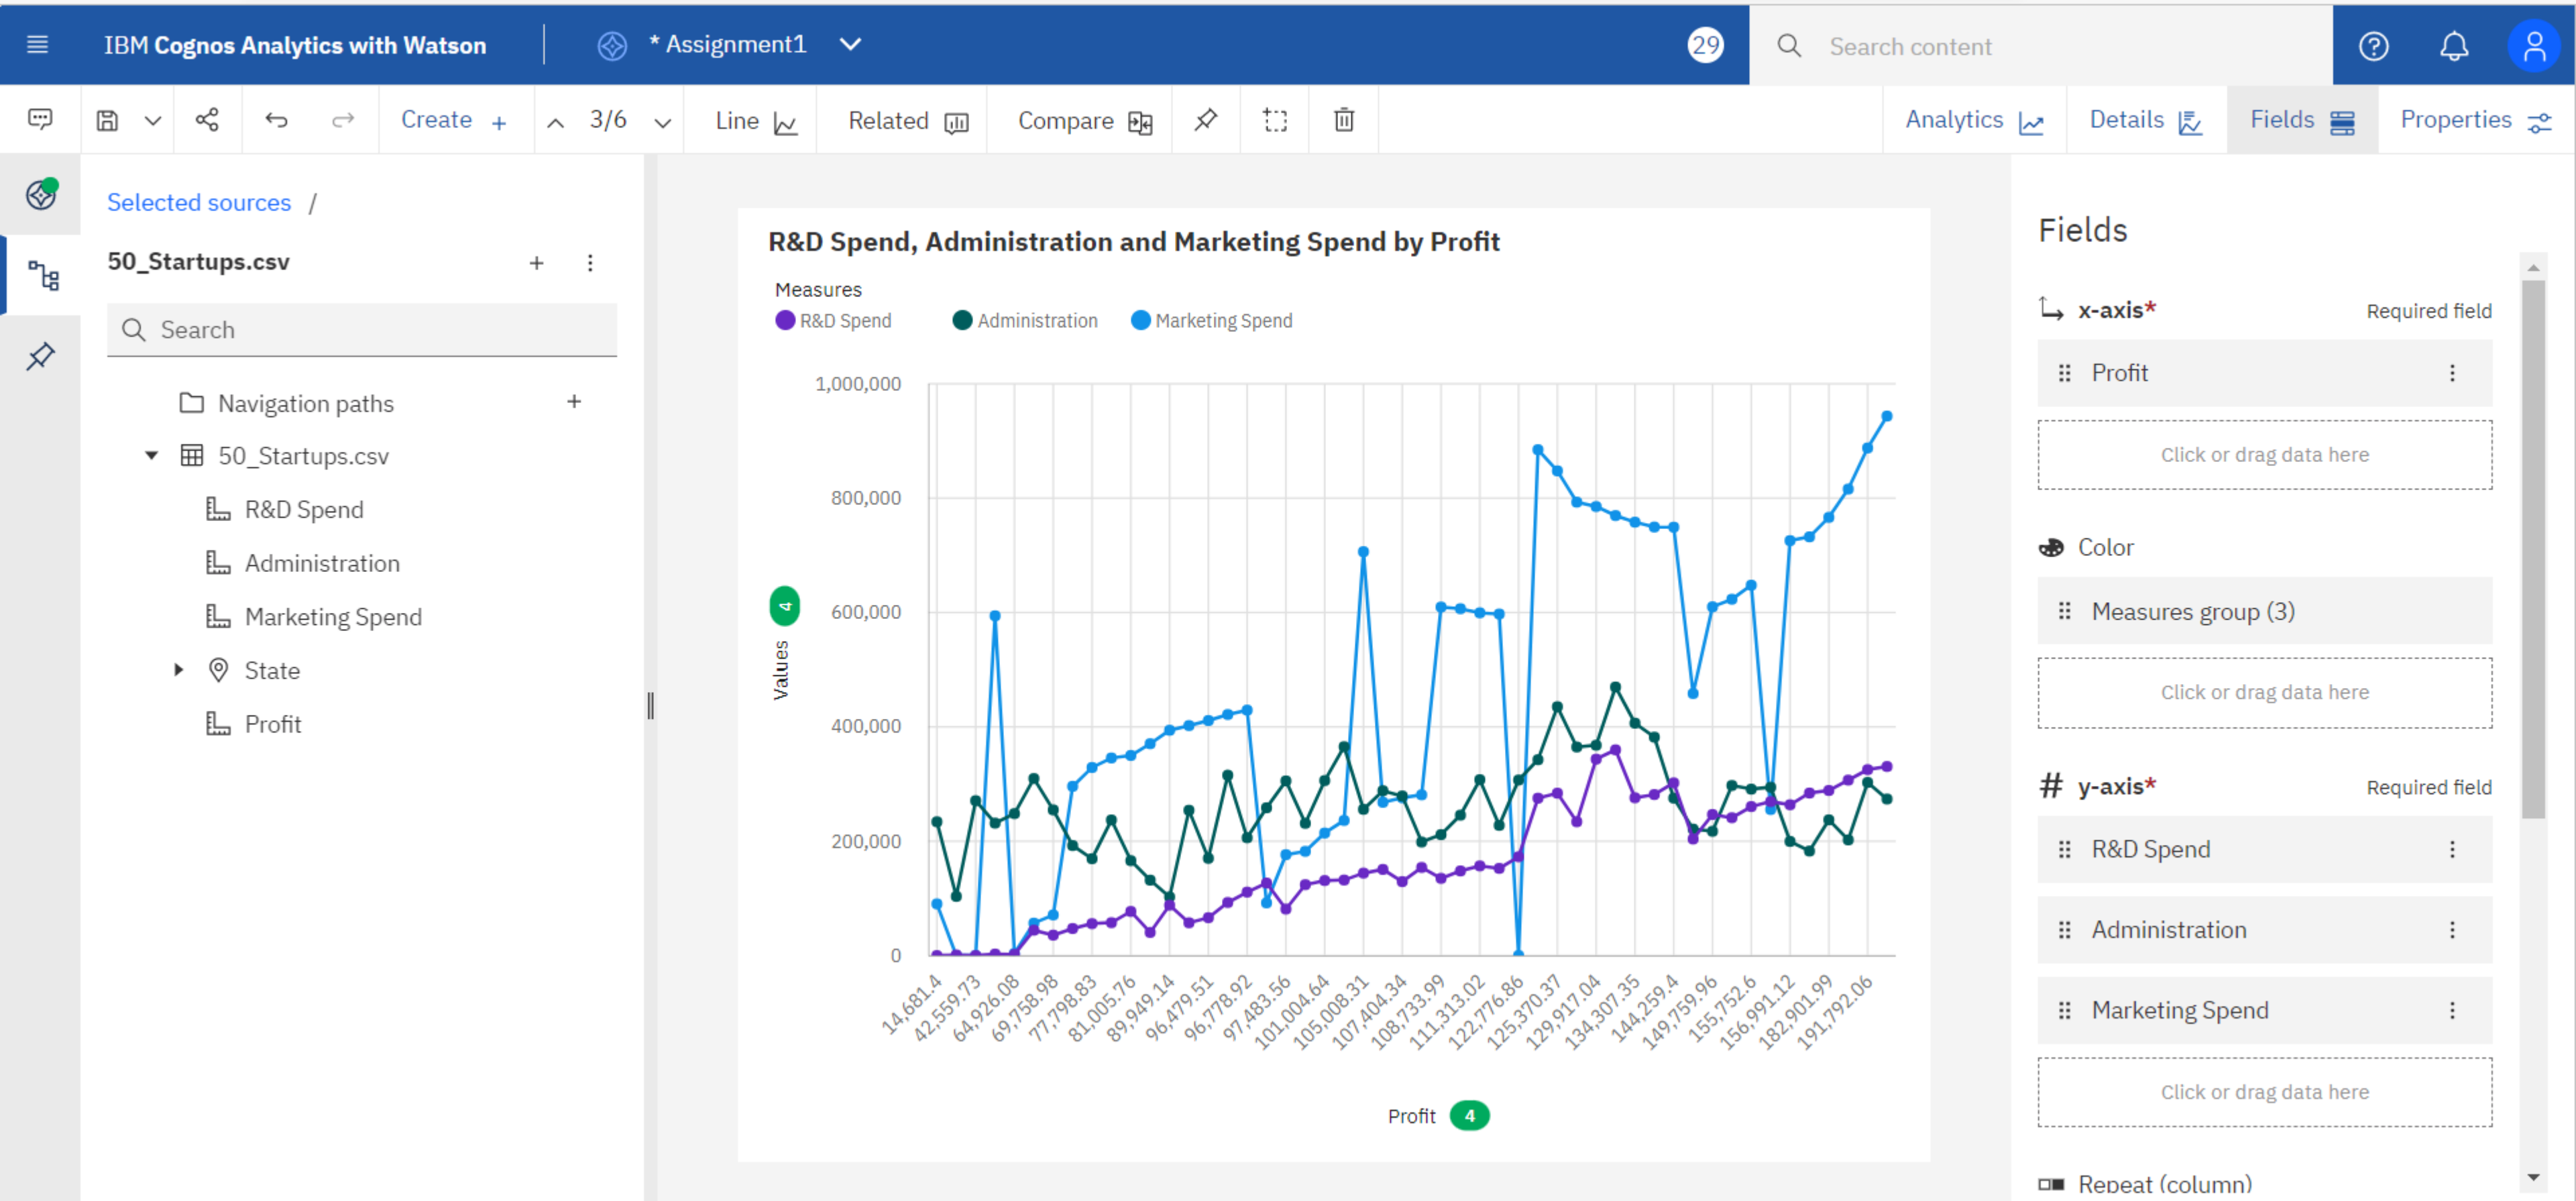 IBM Cognos Analytics with Watson
* Assignment1
29
Search content
Create +
3/6
Line
Related
Compare
Analytics
Details
Fields
Properties
Selected sources /
50_Startups.csv
Search
Navigation paths
50_Startups.csv
R&D Spend
Administration
Marketing Spend
State
Profit
R&D Spend, Administration and Marketing Spend by Profit
Measures
R&D Spend Administration Marketing Spend
1,000,000
800,000
600,000
400,000
200,000
0
Values 4
14,681.4
42,559.73
64,926.08
69,758.98
77,798.83
81,005.76
89,949.14
96,479.51
96,778.92
97,483.56
101,004.64
105,008.31
107,404.34
108,733.99
111,313.02
122,776.86
125,370.37
129,917.04
134,307.35
144,259.4
149,759.96
155,752.6
156,991.12
182,901.99
191,792.06
Profit 4
Fields
x-axis* Required field
Profit
Click or drag data here
Color
Measures group (3)
Click or drag data here
y-axis* Required field
R&D Spend
Administration
Marketing Spend
Click or drag data here
Repeat (column)